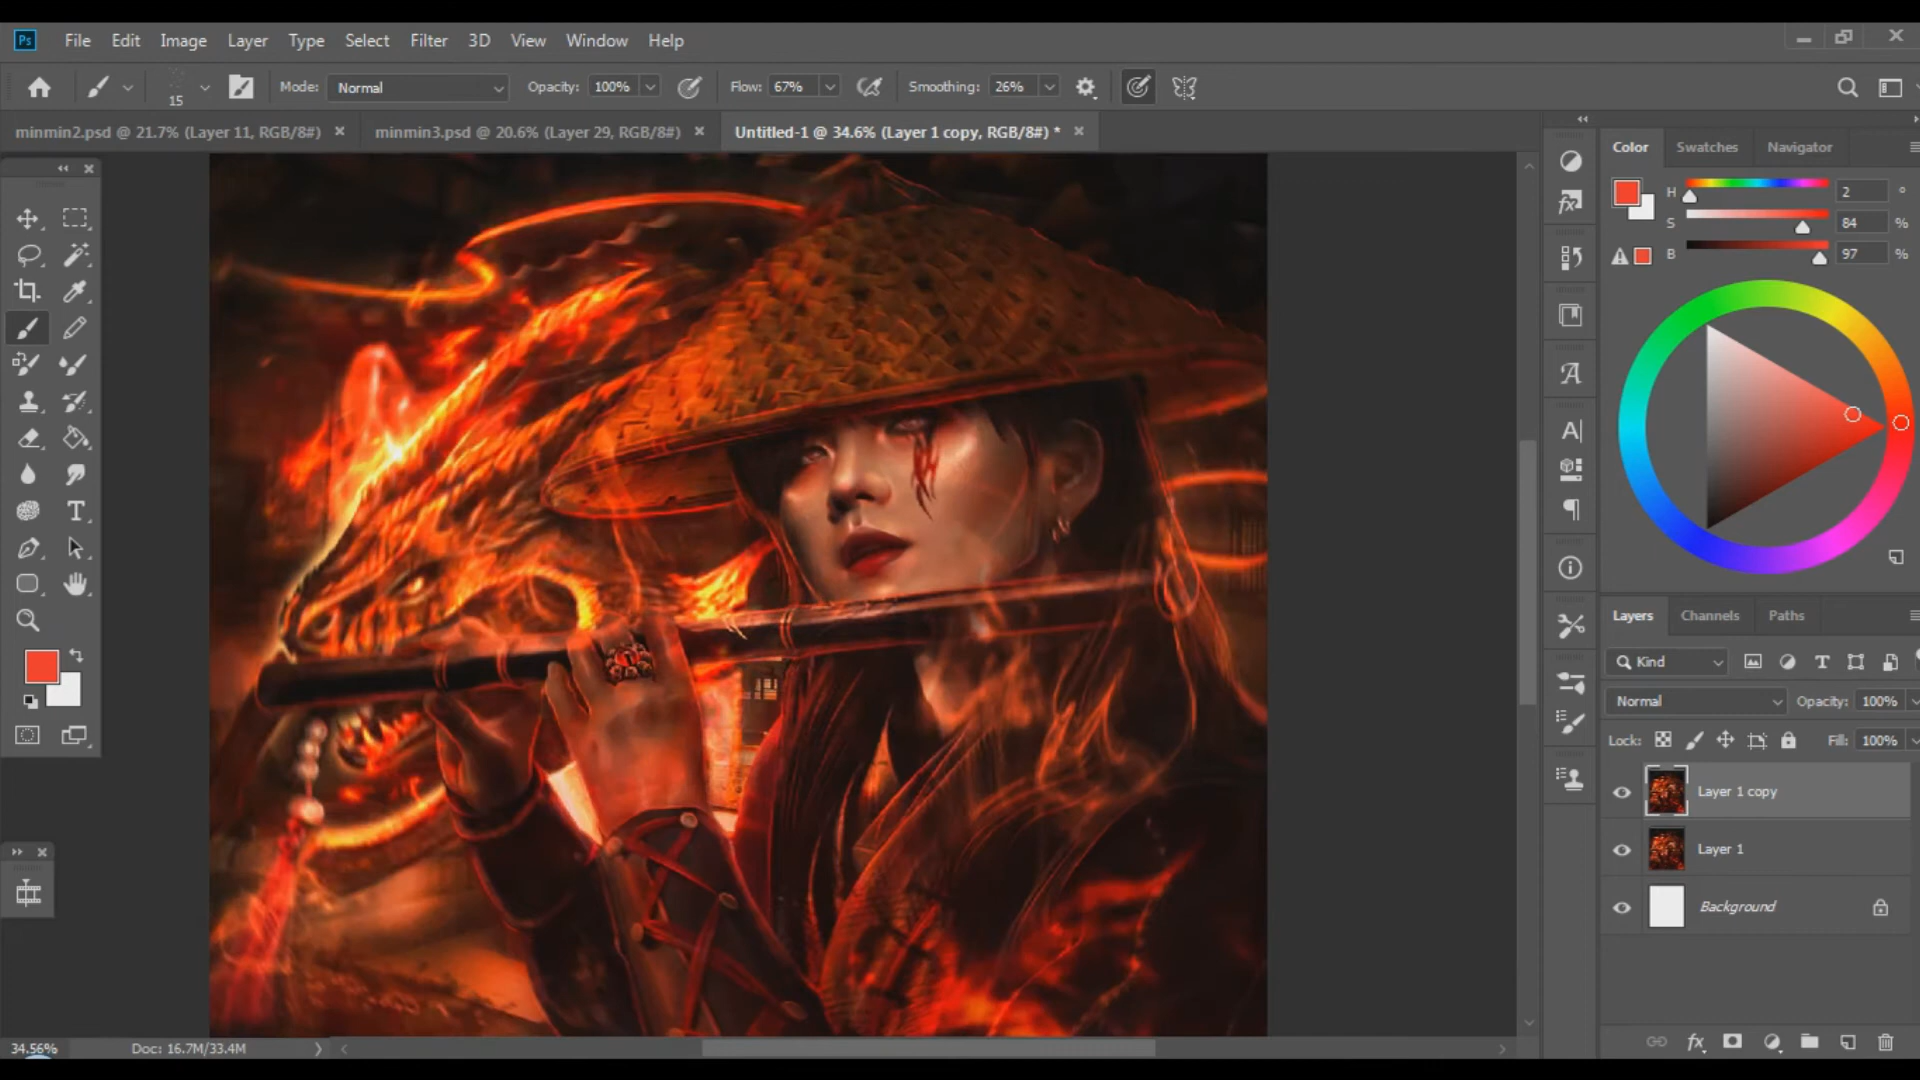 Ps File Edit Image Layer Type Select Filter 3D View Window Help
15 Mode: Normal Opacity: 100% Flow: 67% Smoothing: 26%
minmin2.psd @ 21.7% (Layer 11, RGB/8#) minmin3.psd @ 20.6% (Layer 29, RGB/8#) Untitled-1 @ 34.6% (Layer 1 copy, RGB/8#) *
Color Swatches Navigator
H 2 °
S 84 %
B 97 %
Layers Channels Paths
Kind
Normal Opacity: 100%
Lock: Fill: 100%
Layer 1 copy
Layer 1
Background
34.56% Doc: 16.7M/33.4M